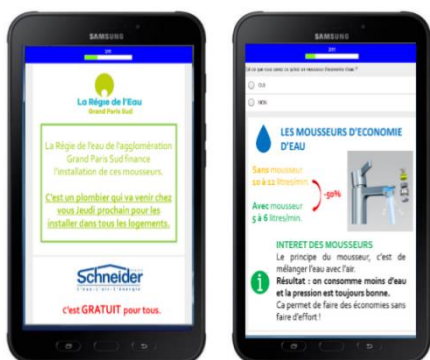 SAMSUNG
La Régie de l'Eau
Grand Paris Sud
La Régie de l'eau de l'agglomération
Grand Paris Sud finance
l'installation de ces mousseurs.
C'est un plombier qui va venir chez
vous jeudi prochain pour les
installer dans tous les logements.
Schneider
C'est GRATUIT pour tous.
SAMSUNG
OUI
NON
LES MOUSSEURS D'ECONOMIE
D'EAU
Sans mousseur
10 à 12 litres/min.
-50%
Avec mousseur
5 à 6 litres/min.
INTERET DES MOUSSEURS
Le principe du mousseur, c'est de
mélanger l'eau avec l'air.
Résultat : on consomme moins d'eau
et la pression est toujours bonne.
Ca permet de faire des économies sans
faire d'effort !